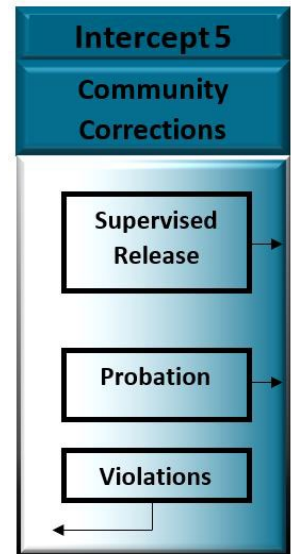 Intercept 5
Community
Corrections
Supervised
Release
Probation
Violations